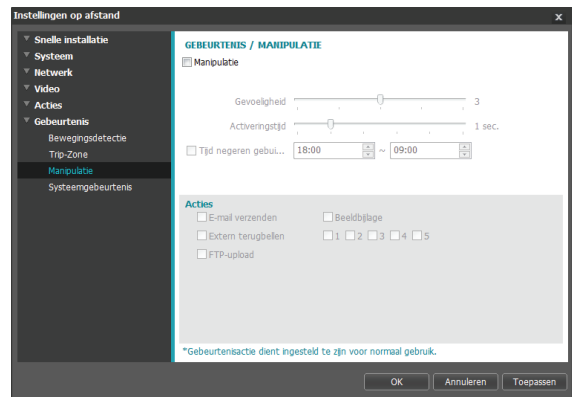 Instellingen op afstand x
Snelle installatie
Systeem
Netwerk
Video
Acties
Gebeurtenis
Bewegingsdetectie
Trip-Zone
Manipulatie
Systeemgebeurtenis
GEBEURTENIS / MANIPULATIE
Manipulatie
Gevoeligheid 3
Activeringstijd 1 sec.
Tijd negeren gebui... 18:00 ~ 09:00
Acties
E-mail verzenden Beeldbijlage
Extern terugbellen 1 2 3 4 5
FTP-upload
*Gebeurtenisactie dient ingesteld te zijn voor normaal gebruik.
OK Annuleren Toepassen